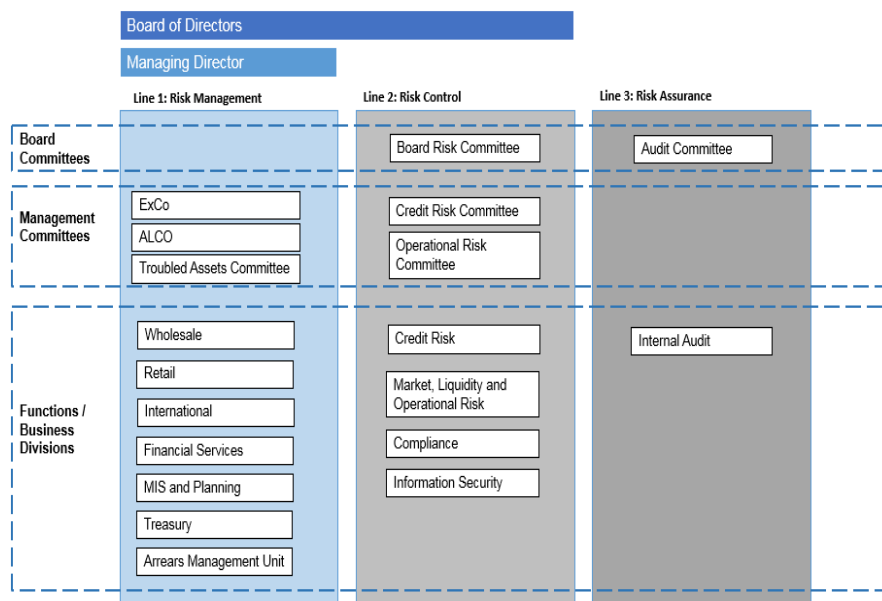 Board of Directors
Managing Director
Line 1: Risk Management
Line 2: Risk Control
Line 3: Risk Assurance
Board
Committees
Board Risk Committee
Audit Committee
Management
Committees
ExCo
ALCO
Troubled Assets Committee
Credit Risk Committee
Operational Risk
Committee
Functions /
Business
Divisions
Wholesale
Retail
International
Financial Services
MIS and Planning
Treasury
Arrears Management Unit
Credit Risk
Market, Liquidity and
Operational Risk
Compliance
Information Security
Internal Audit